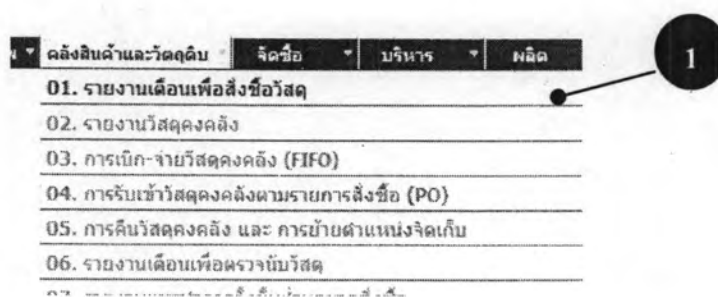 คลังสินค้าและวัตถุดิบ จัดซื้อ บริหาร ผลิต
1
01. รายงานเตือนเพื่อสั่งซื้อวัสดุ
02. รายงานวัสดุคงคลัง
03. การเบิก-จ่ายวัสดุคงคลัง (FIFO)
04. การรับเข้าวัสดุคงคลังตามรายการสั่งซื้อ (PO)
05. การคืนวัสดุคงคลัง และ การย้ายตำแหน่งจัดเก็บ
06. รายงานเตือนเพื่อตรวจนับวัสดุ